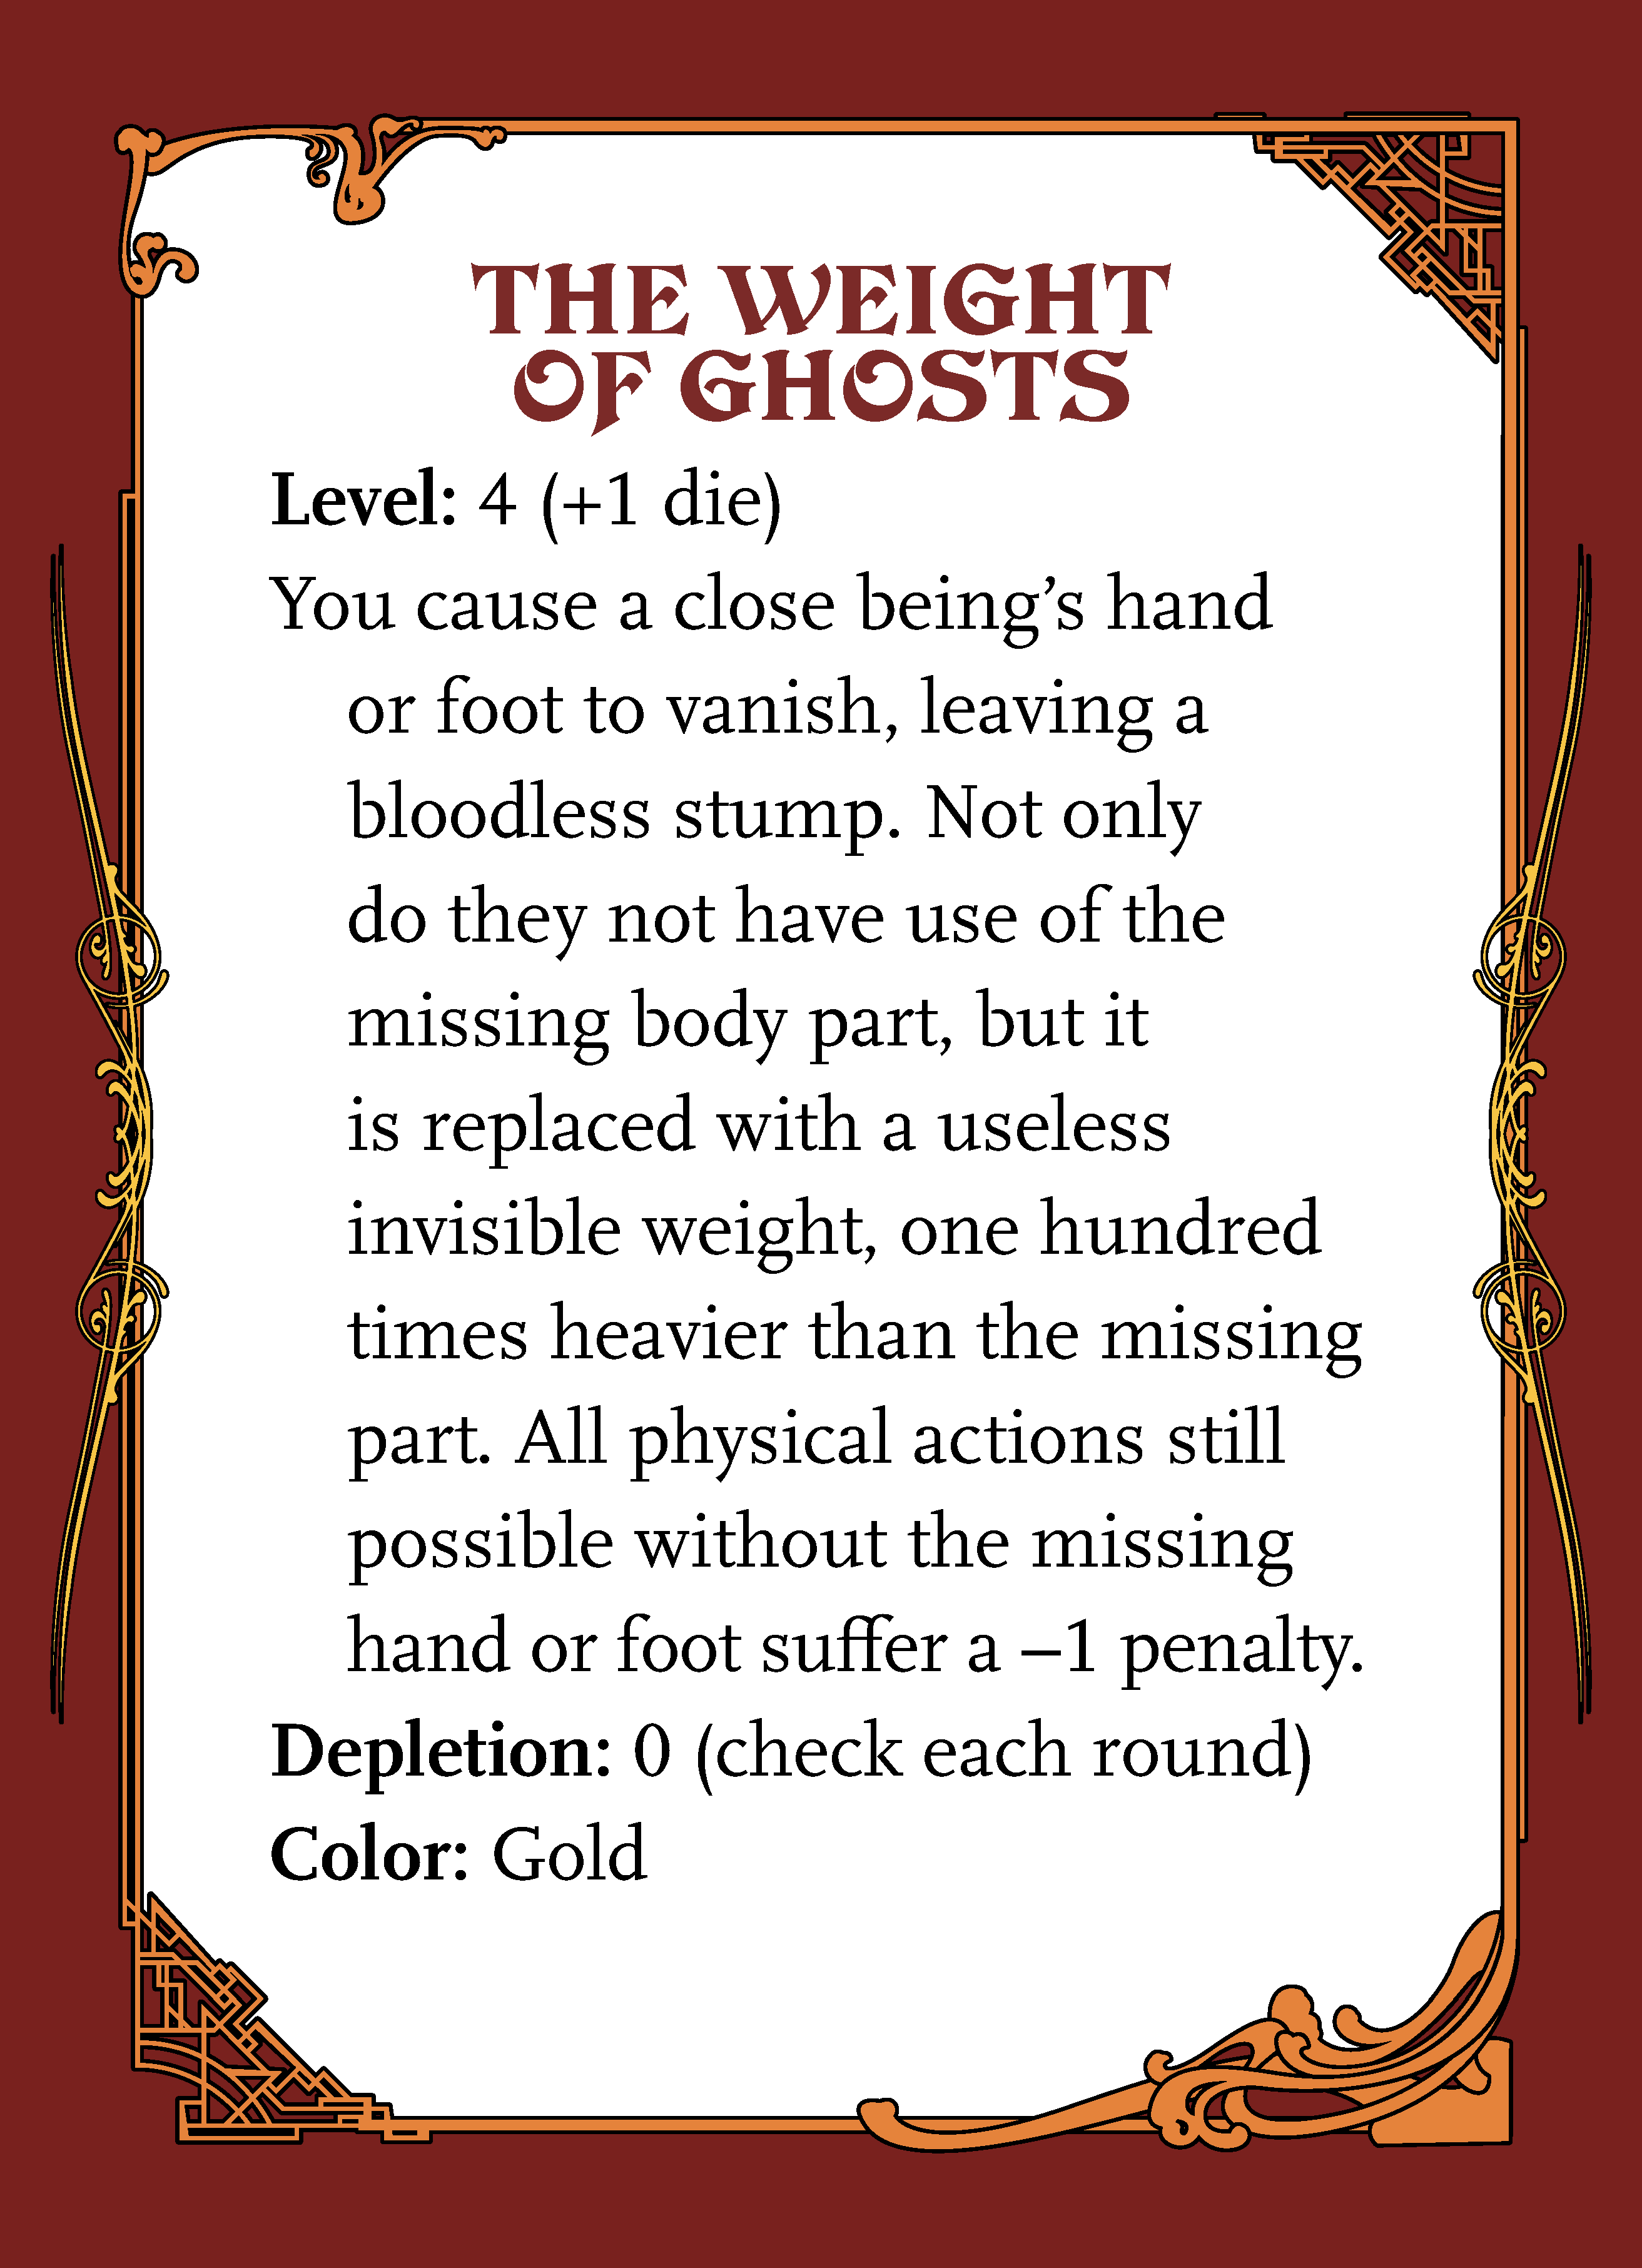 THE WEIGHT
OF GHOSTS
Level: 4 (+1 die)
You cause a close being’s hand
or foot to vanish, leaving a
bloodless stump. Not only
do they not have use of the
missing body part, but it
is replaced with a useless
invisible weight, one hundred
times heavier than the missing
part. All physical actions still
possible without the missing
hand or foot suffer a −1 penalty.
Depletion: 0 (check each round)
Color: Gold